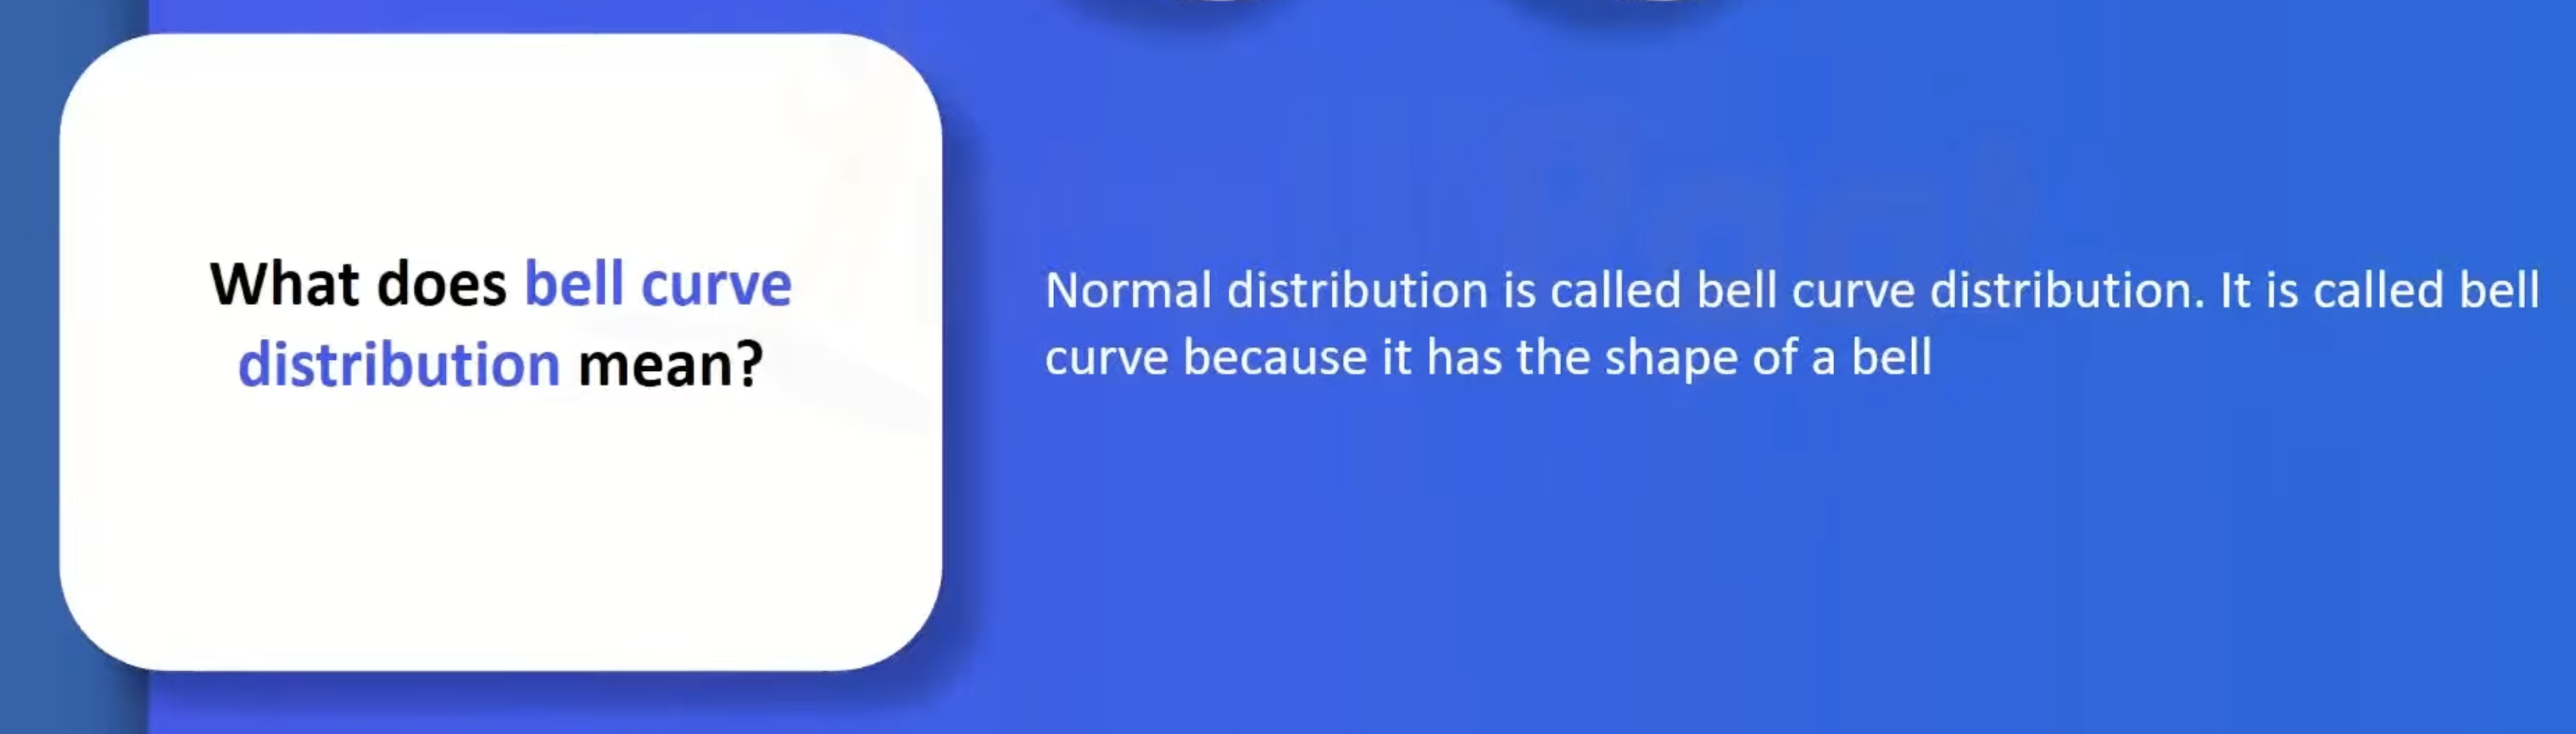 What does bell curve
distribution mean?
Normal distribution is called bell curve distribution. It is called bell
curve because it has the shape of a bell